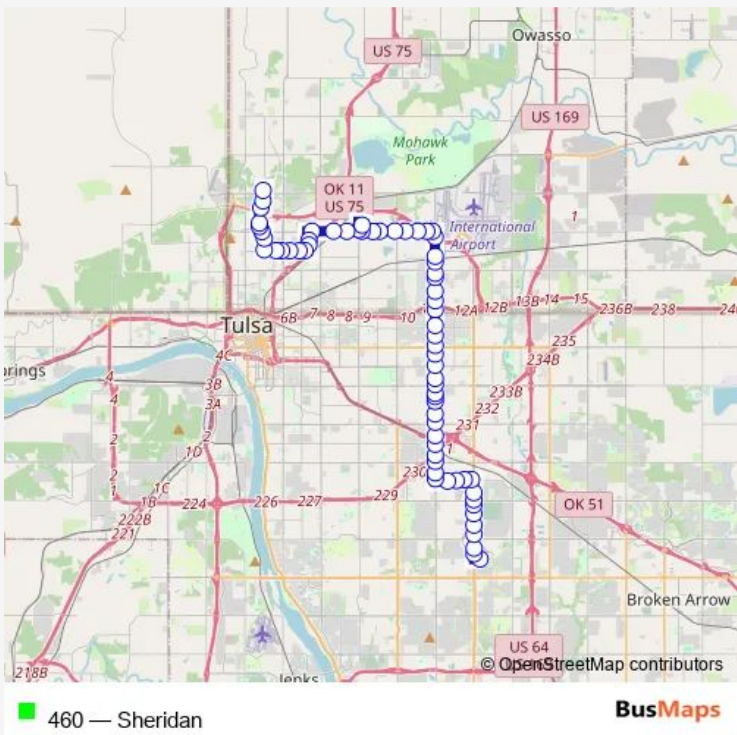 Owasso
US 75
US 169
Mohawk
Park
OK 11
US 75
1
International
Airport
6B 7 8 8 9 10 12A 12B 13B 14 15 236B 238
Tulsa
235
4C
234B
rings
4
3B
233B
4
3A
232
2
2
231
1D
230
2
1C
1
1B 224 226 227 229
OK 51
222B
221
Broken Arrow
US 64
© OpenStreetMap contributors
218B
Jenks
460 — Sheridan
BusMaps